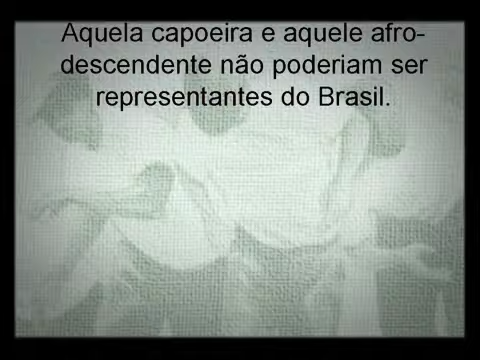 Aquela capoeira e aquele afro-
descendente não poderiam ser
representantes do Brasil.